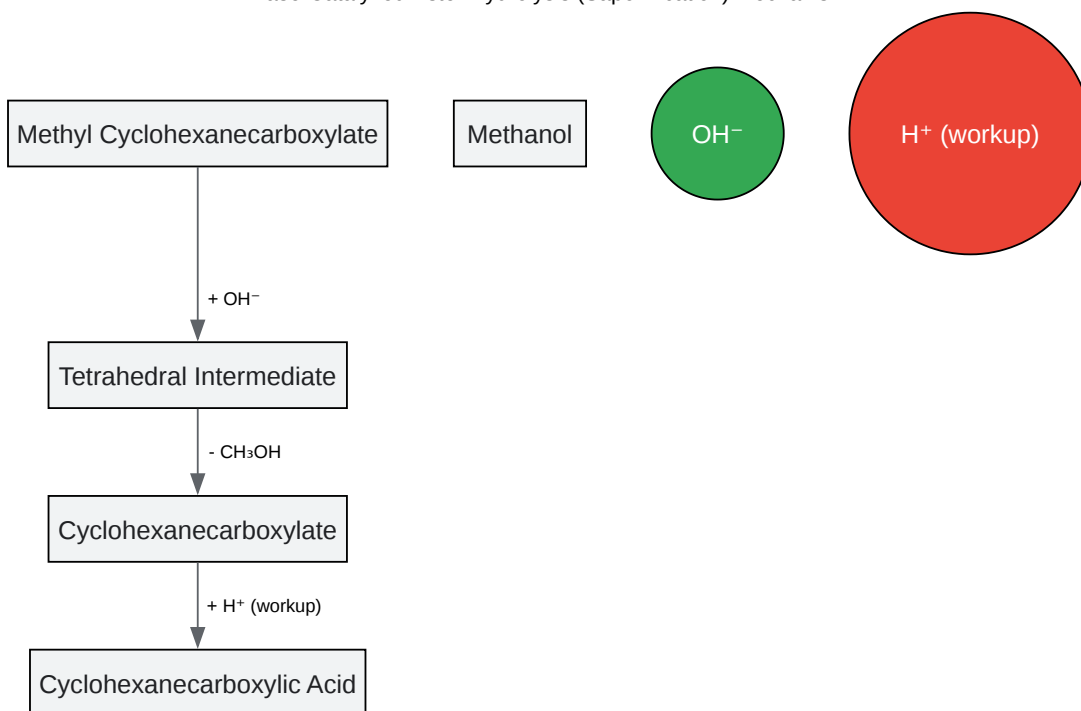 Methyl Cyclohexanecarboxylate
Methanol
OH⁻
H⁺ (workup)
+ OH⁻
Tetrahedral Intermediate
- CH₃OH
Cyclohexanecarboxylate
+ H⁺ (workup)
Cyclohexanecarboxylic Acid